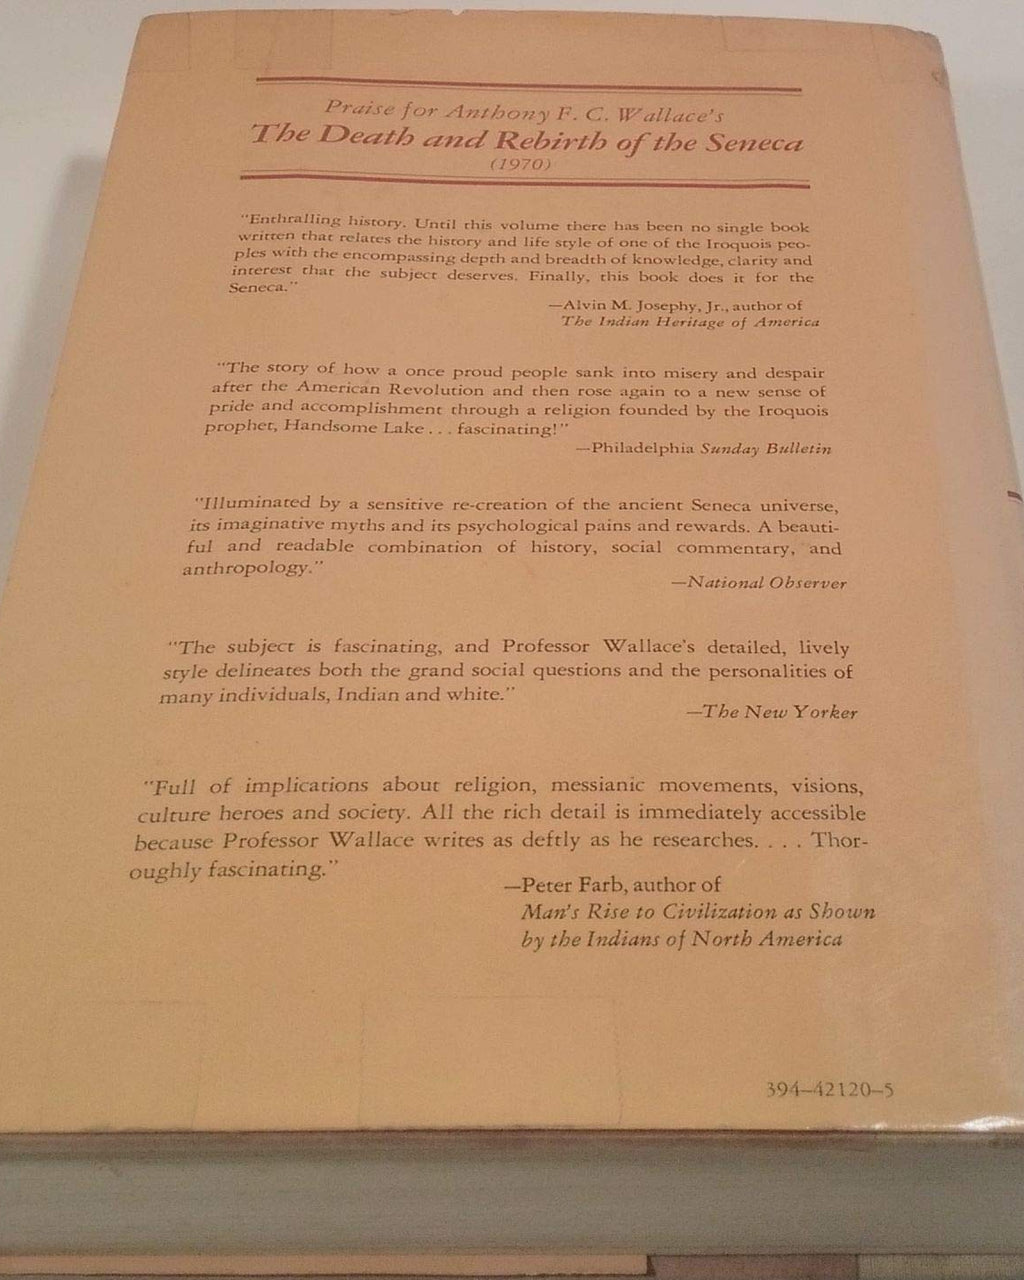 Praise for Anthony F. C. Wallace's
The Death and Rebirth of the Seneca
(1970)
"Enthralling history. Until this volume there has been no single book
written that relates the history and life style of one of the Iroquois peo-
ples with the encompassing depth and breadth of knowledge, clarity and
interest that the subject deserves. Finally, this book does it for the
Seneca."
—Alvin M. Josephy, Jr., author of
The Indian Heritage of America
"The story of how a once proud people sank into misery and despair
after the American Revolution and then rose again to a new sense of
pride and accomplishment through a religion founded by the Iroquois
prophet, Handsome Lake . . . fascinating!"
—Philadelphia Sunday Bulletin
"Illuminated by a sensitive re-creation of the ancient Seneca universe,
its imaginative myths and its psychological pains and rewards. A beauti-
ful and readable combination of history, social commentary, and
anthropology."
—National Observer
"The subject is fascinating, and Professor Wallace's detailed, lively
style delineates both the grand social questions and the personalities of
many individuals, Indian and white."
—The New Yorker
"Full of implications about religion, messianic movements, visions,
culture heroes and society. All the rich detail is immediately accessible
because Professor Wallace writes as deftly as he researches. . . . Thor-
oughly fascinating."
—Peter Farb, author of
Man's Rise to Civilization as Shown
by the Indians of North America
394–42120–5